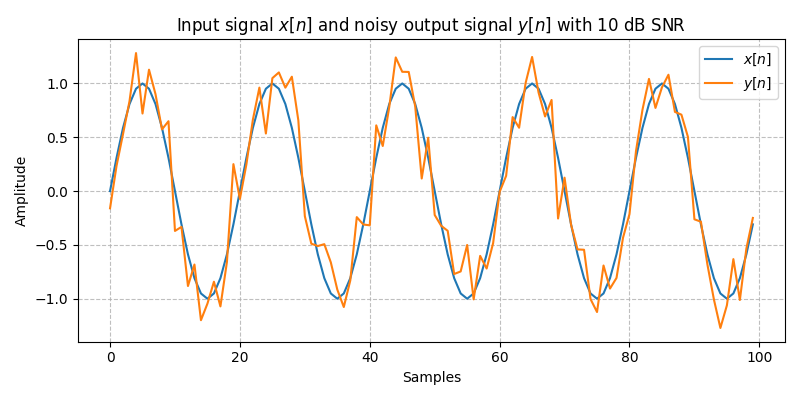 Input signal x[n] and noisy output signal y[n] with 10 dB SNR
x[n]
y[n]
1.0
0.5
0.0
−0.5
−1.0
Amplitude
0 20 40 60 80 100
Samples